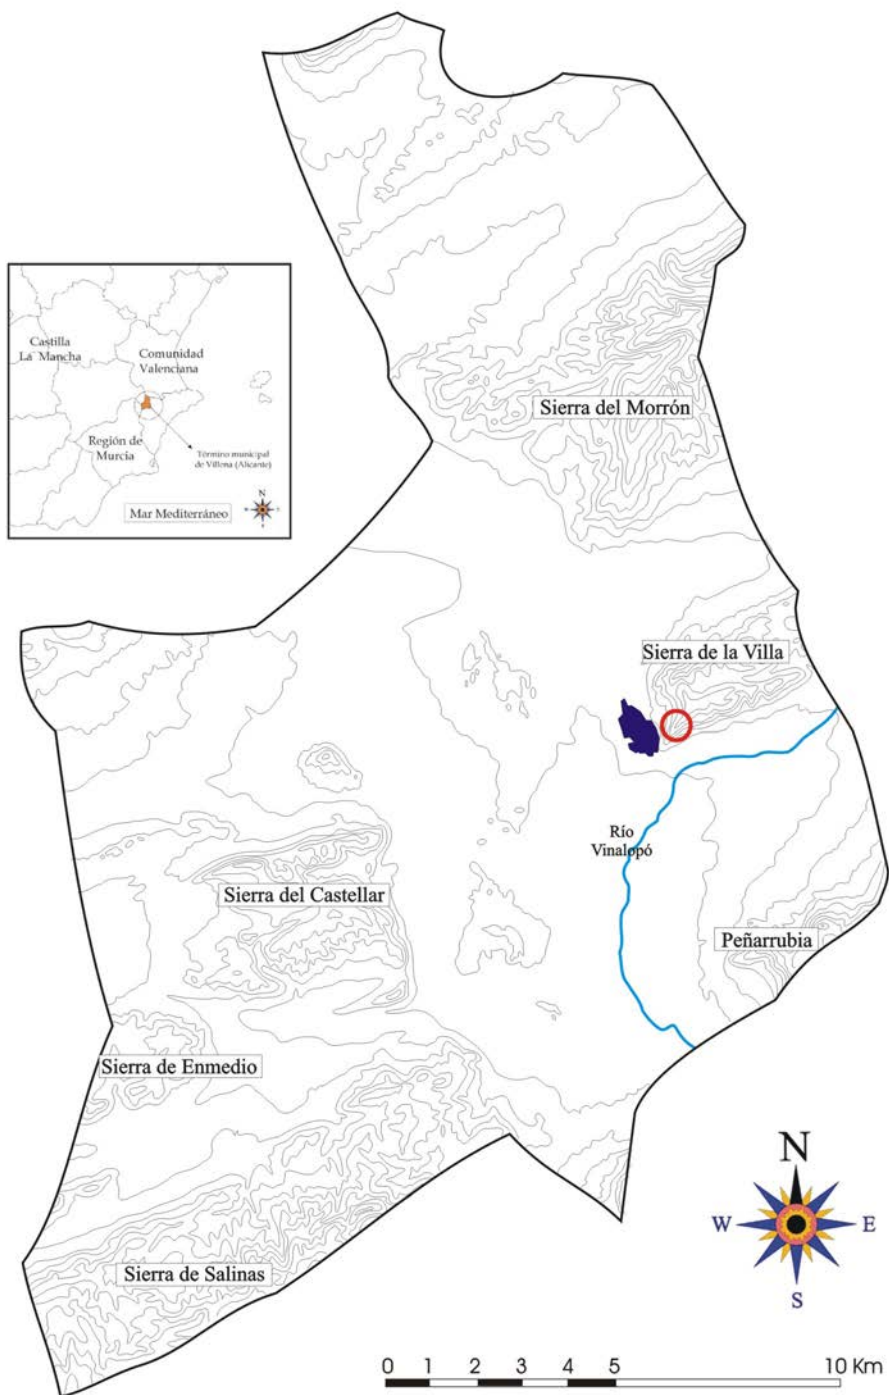 Castilla
La Mancha
Comunidad
Valenciana
Región de
Murcia
Término municipal
de Villena (Alicante)
Mar Mediterráneo
N
Sierra del Morrón
Sierra de la Villa
Río
Vinalopó
Sierra del Castellar
Peñarrubia
Sierra de Enmedio
Sierra de Salinas
N
W
E
S
0 1 2 3 4 5 10 Km